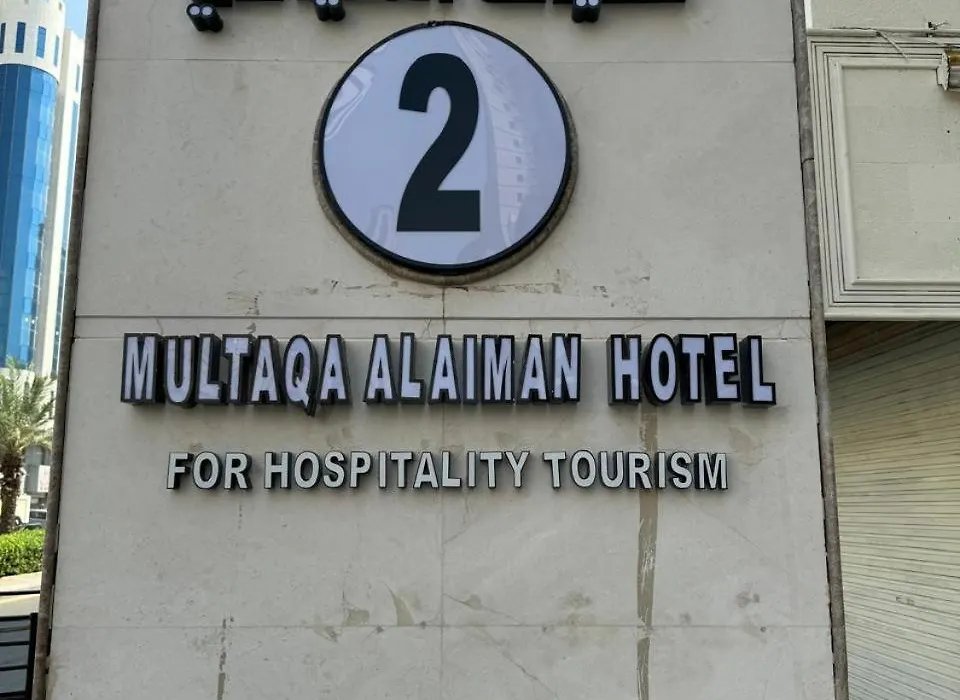 2
MULTAQA ALAIMAN HOTEL
FOR HOSPITALITY TOURISM